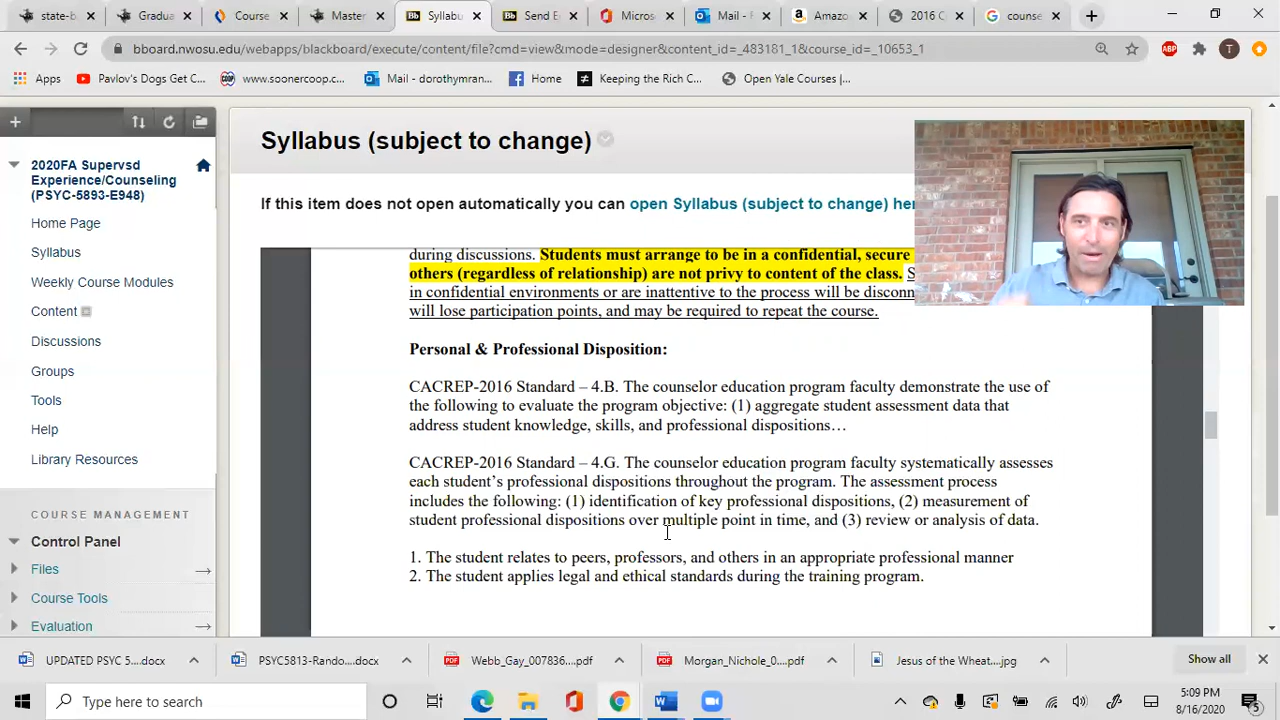 state-b
Gradua
Course
Master
Syllabu
Send E
Micros
Mail - F
Amazo
2016 C
counse
bboard.nwosu.edu/webapps/blackboard/execute/content/file?cmd=view&mode=designer&content_id=_483181_1&course_id=_10653_1
Apps
Pavlov's Dogs Get C...
www.soonercoop.co...
Mail - dorothymran...
Home
Keeping the Rich C...
Open Yale Courses |...
2020FA Supervsd
Experience/Counseling
(PSYC-5893-E948)
Home Page
Syllabus
Weekly Course Modules
Content
Discussions
Groups
Tools
Help
Library Resources
COURSE MANAGEMENT
Control Panel
Files
Course Tools
Evaluation
Syllabus (subject to change)
If this item does not open automatically you can open Syllabus (subject to change) her
during discussions. Students must arrange to be in a confidential, secure
others (regardless of relationship) are not privy to content of the class. S
in confidential environments or are inattentive to the process will be disconn
will lose participation points, and may be required to repeat the course.
Personal & Professional Disposition:
CACREP-2016 Standard – 4.B. The counselor education program faculty demonstrate the use of
the following to evaluate the program objective: (1) aggregate student assessment data that
address student knowledge, skills, and professional dispositions…
CACREP-2016 Standard – 4.G. The counselor education program faculty systematically assesses
each student’s professional dispositions throughout the program. The assessment process
includes the following: (1) identification of key professional dispositions, (2) measurement of
student professional dispositions over multiple point in time, and (3) review or analysis of data.
1. The student relates to peers, professors, and others in an appropriate professional manner
2. The student applies legal and ethical standards during the training program.
UPDATED PSYC 5....docx
PSYC5813-Rando....docx
Webb_Gay_007836....pdf
Morgan_Nichole_0....pdf
Jesus of the Wheat....jpg
Show all
Type here to search
5:09 PM
8/16/2020
5